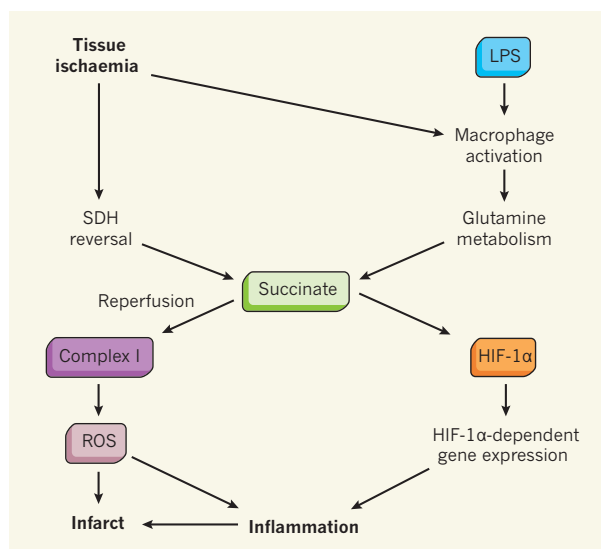 Tissue
ischaemia
LPS
Macrophage
activation
SDH
reversal
Glutamine
metabolism
Succinate
Reperfusion
Complex I
HIF-1α
ROS
HIF-1α-dependent
gene expression
Infarct
Inflammation